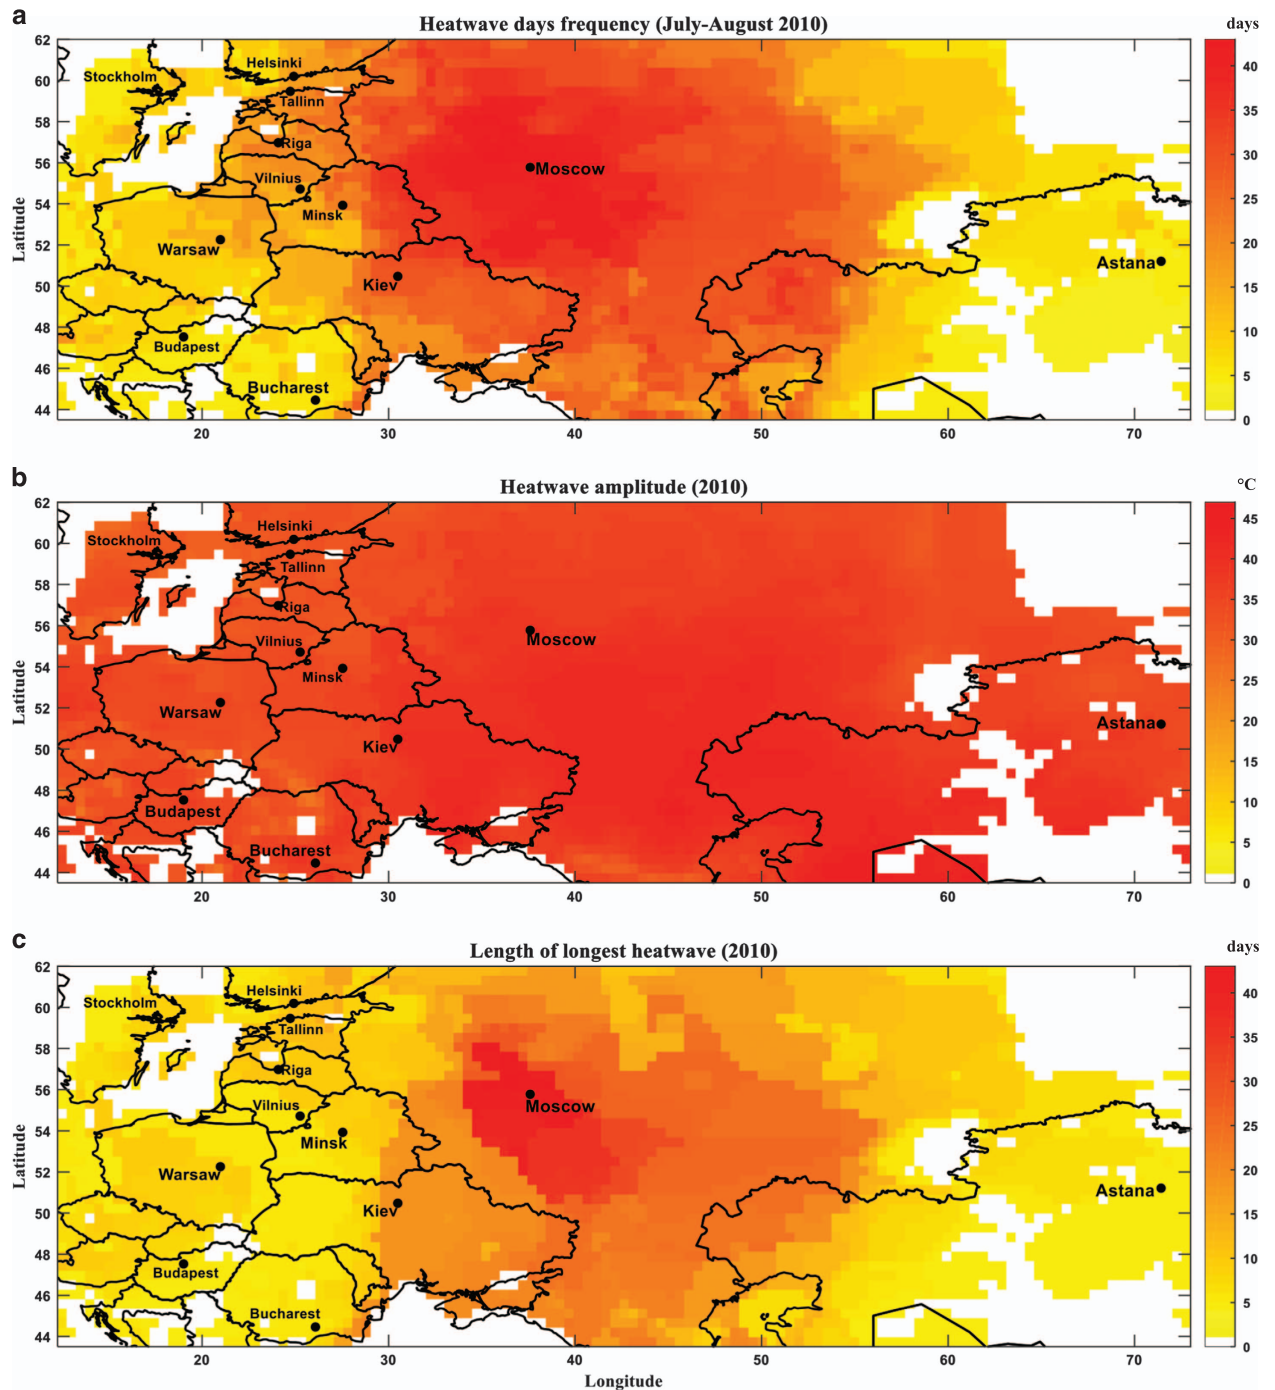 a
Heatwave days frequency (July-August 2010)
days
62
60
58
56
54
52
50
48
46
44
Latitude
Stockholm
Helsinki
Tallinn
Riga
Vilnius
Minsk
Moscow
Warsaw
Kiev
Astana
Budapest
Bucharest
20
30
40
50
60
70
40
35
30
25
20
15
10
5
0
b
Heatwave amplitude (2010)
°C
62
60
58
56
54
52
50
48
46
44
Latitude
Stockholm
Helsinki
Tallinn
Riga
Vilnius
Minsk
Moscow
Warsaw
Kiev
Astana
Budapest
Bucharest
20
30
40
50
60
70
45
40
35
30
25
20
15
10
5
0
c
Length of longest heatwave (2010)
days
62
60
58
56
54
52
50
48
46
44
Latitude
Stockholm
Helsinki
Tallinn
Riga
Vilnius
Minsk
Moscow
Warsaw
Kiev
Astana
Budapest
Bucharest
20
30
40
50
60
70
Longitude
40
35
30
25
20
15
10
5
0